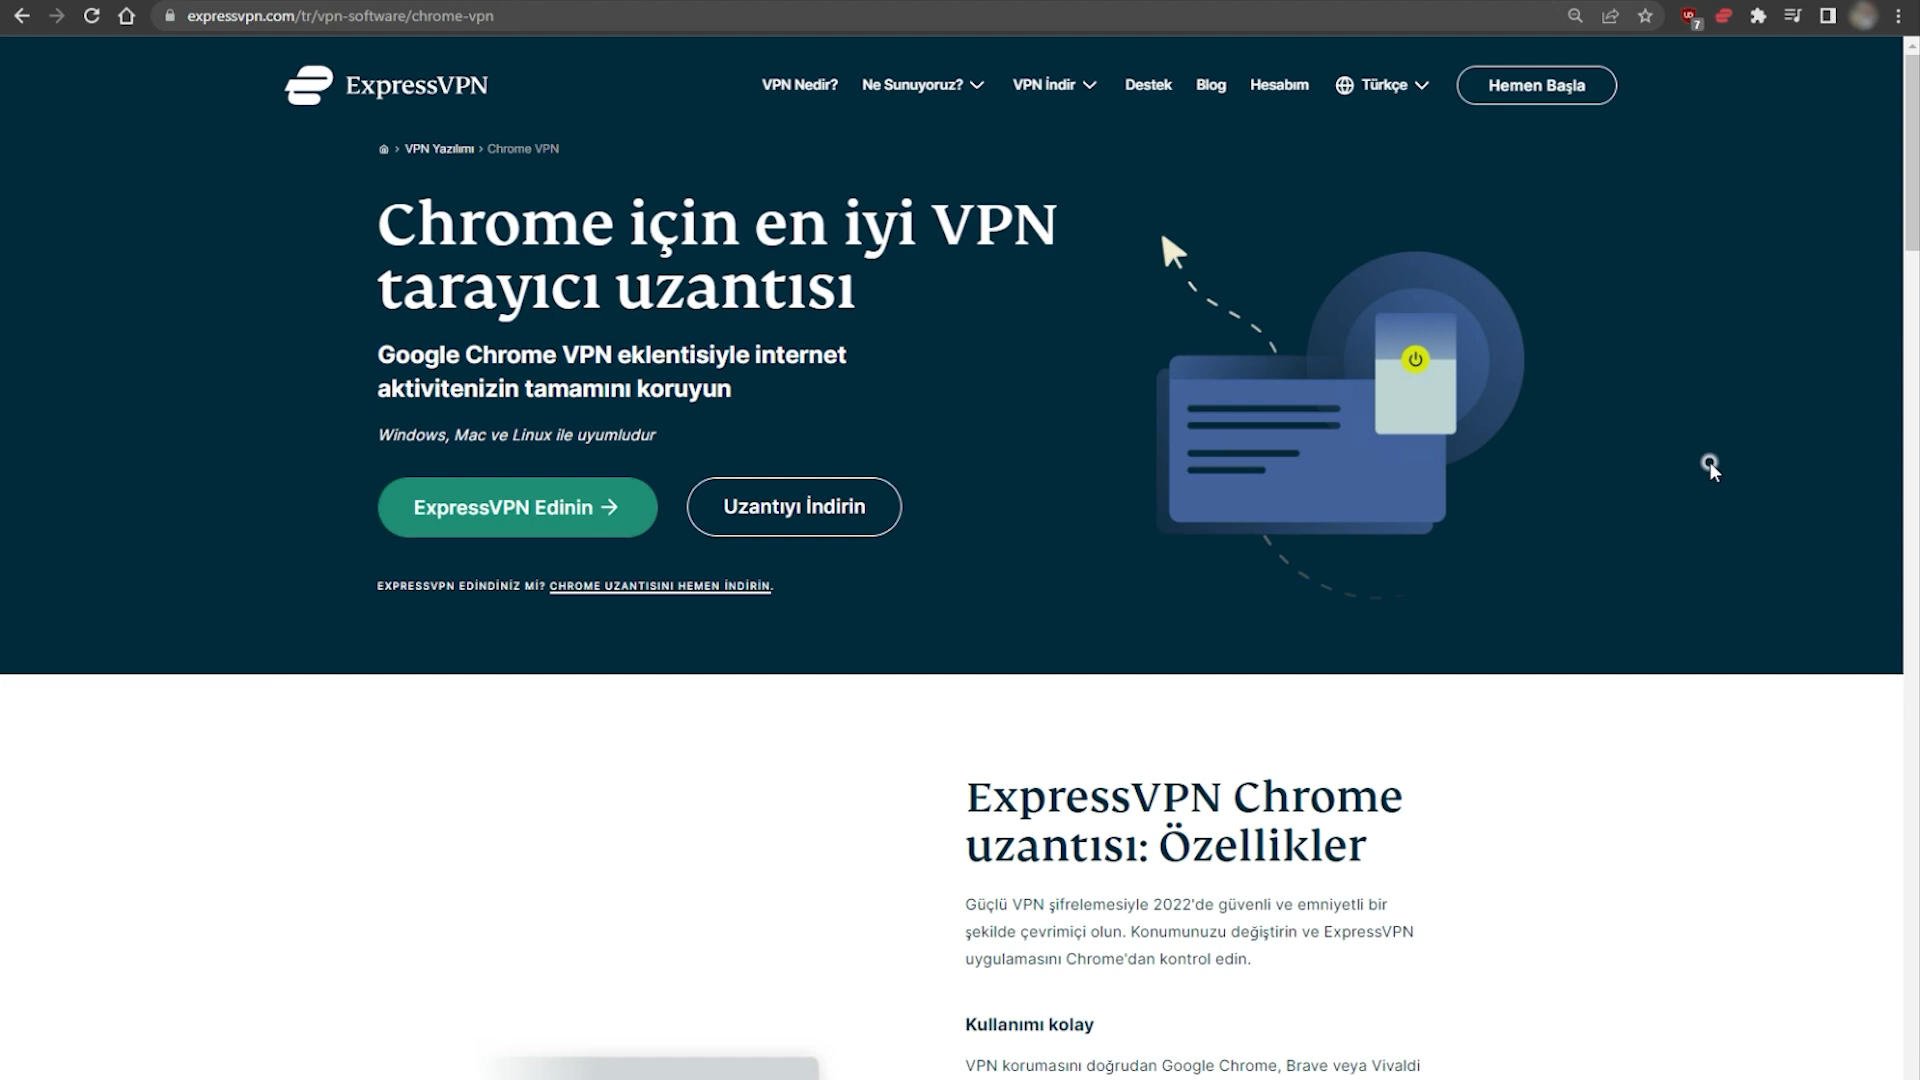 expressvpn.com/tr/vpn-software/chrome-vpn
7
ExpressVPN
VPN Nedir? Ne Sunuyoruz? VPN İndir Destek Blog Hesabım Türkçe Hemen Başla
VPN Yazılımı > Chrome VPN
Chrome için en iyi VPN
tarayıcı uzantısı
Google Chrome VPN eklentisiyle internet
aktivitenizin tamamını koruyun
Windows, Mac ve Linux ile uyumludur
ExpressVPN Edinin →
Uzantıyı İndirin
EXPRESSVPN EDİNDİNİZ Mİ? CHROME UZANTISINI HEMEN İNDİRİN.
ExpressVPN Chrome
uzantısı: Özellikler
Güçlü VPN şifrelemesiyle 2022'de güvenli ve emniyetli bir
şekilde çevrimiçi olun. Konumunuzu değiştirin ve ExpressVPN
uygulamasını Chrome'dan kontrol edin.
Kullanımı kolay
VPN korumasını doğrudan Google Chrome, Brave veya Vivaldi